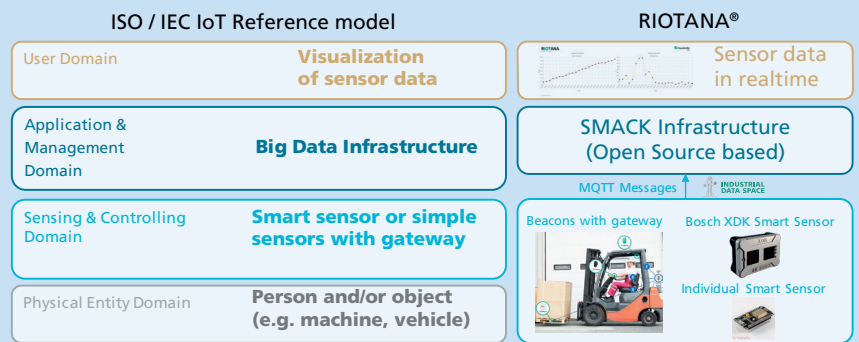 ISO / IEC IoT Reference model
User Domain
Visualization
of sensor data
Application &
Management
Domain
Big Data Infrastructure
Sensing & Controlling
Domain
Smart sensor or simple
sensors with gateway
Physical Entity Domain
Person and/or object
(e.g. machine, vehicle)
RIOTANA®
RIOTANA
Sensor data
in realtime
SMACK Infrastructure
(Open Source based)
MQTT Messages
INDUSTRIAL
DATA SPACE
Beacons with gateway
Bosch XDK Smart Sensor
Individual Smart Sensor